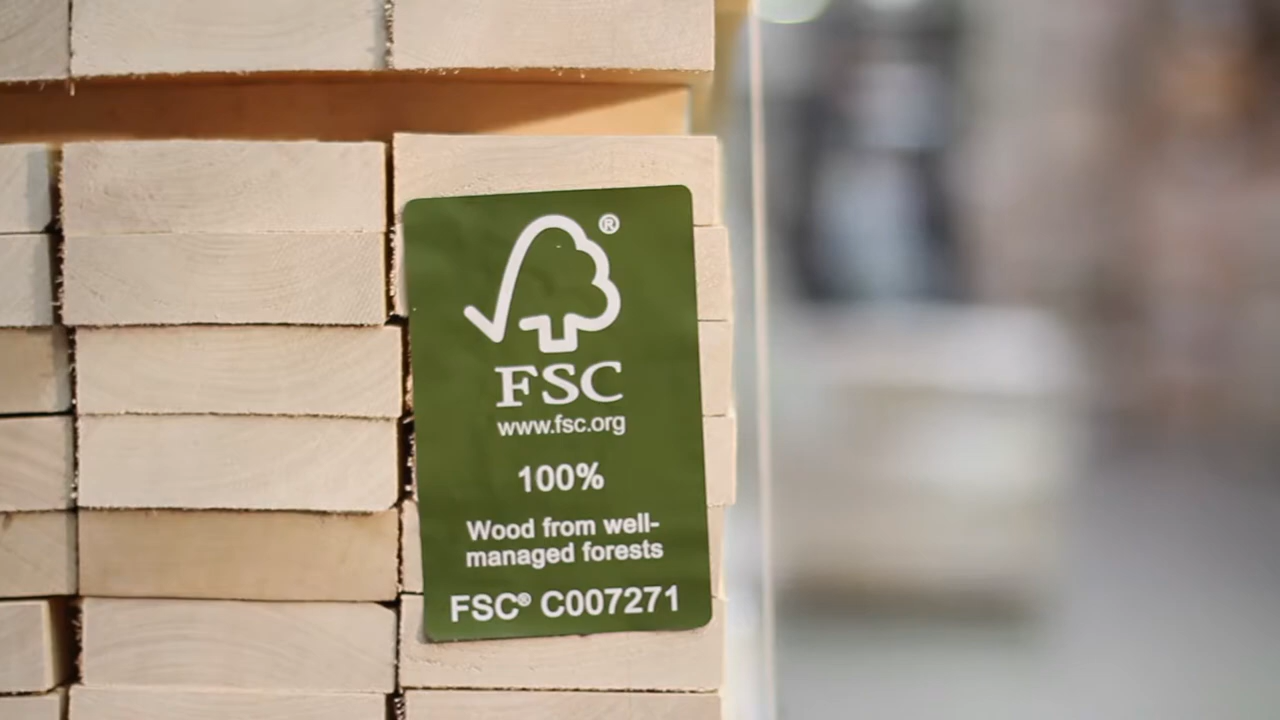 ®
FSC
www.fsc.org
100%
Wood from well-
managed forests
FSC® C007271